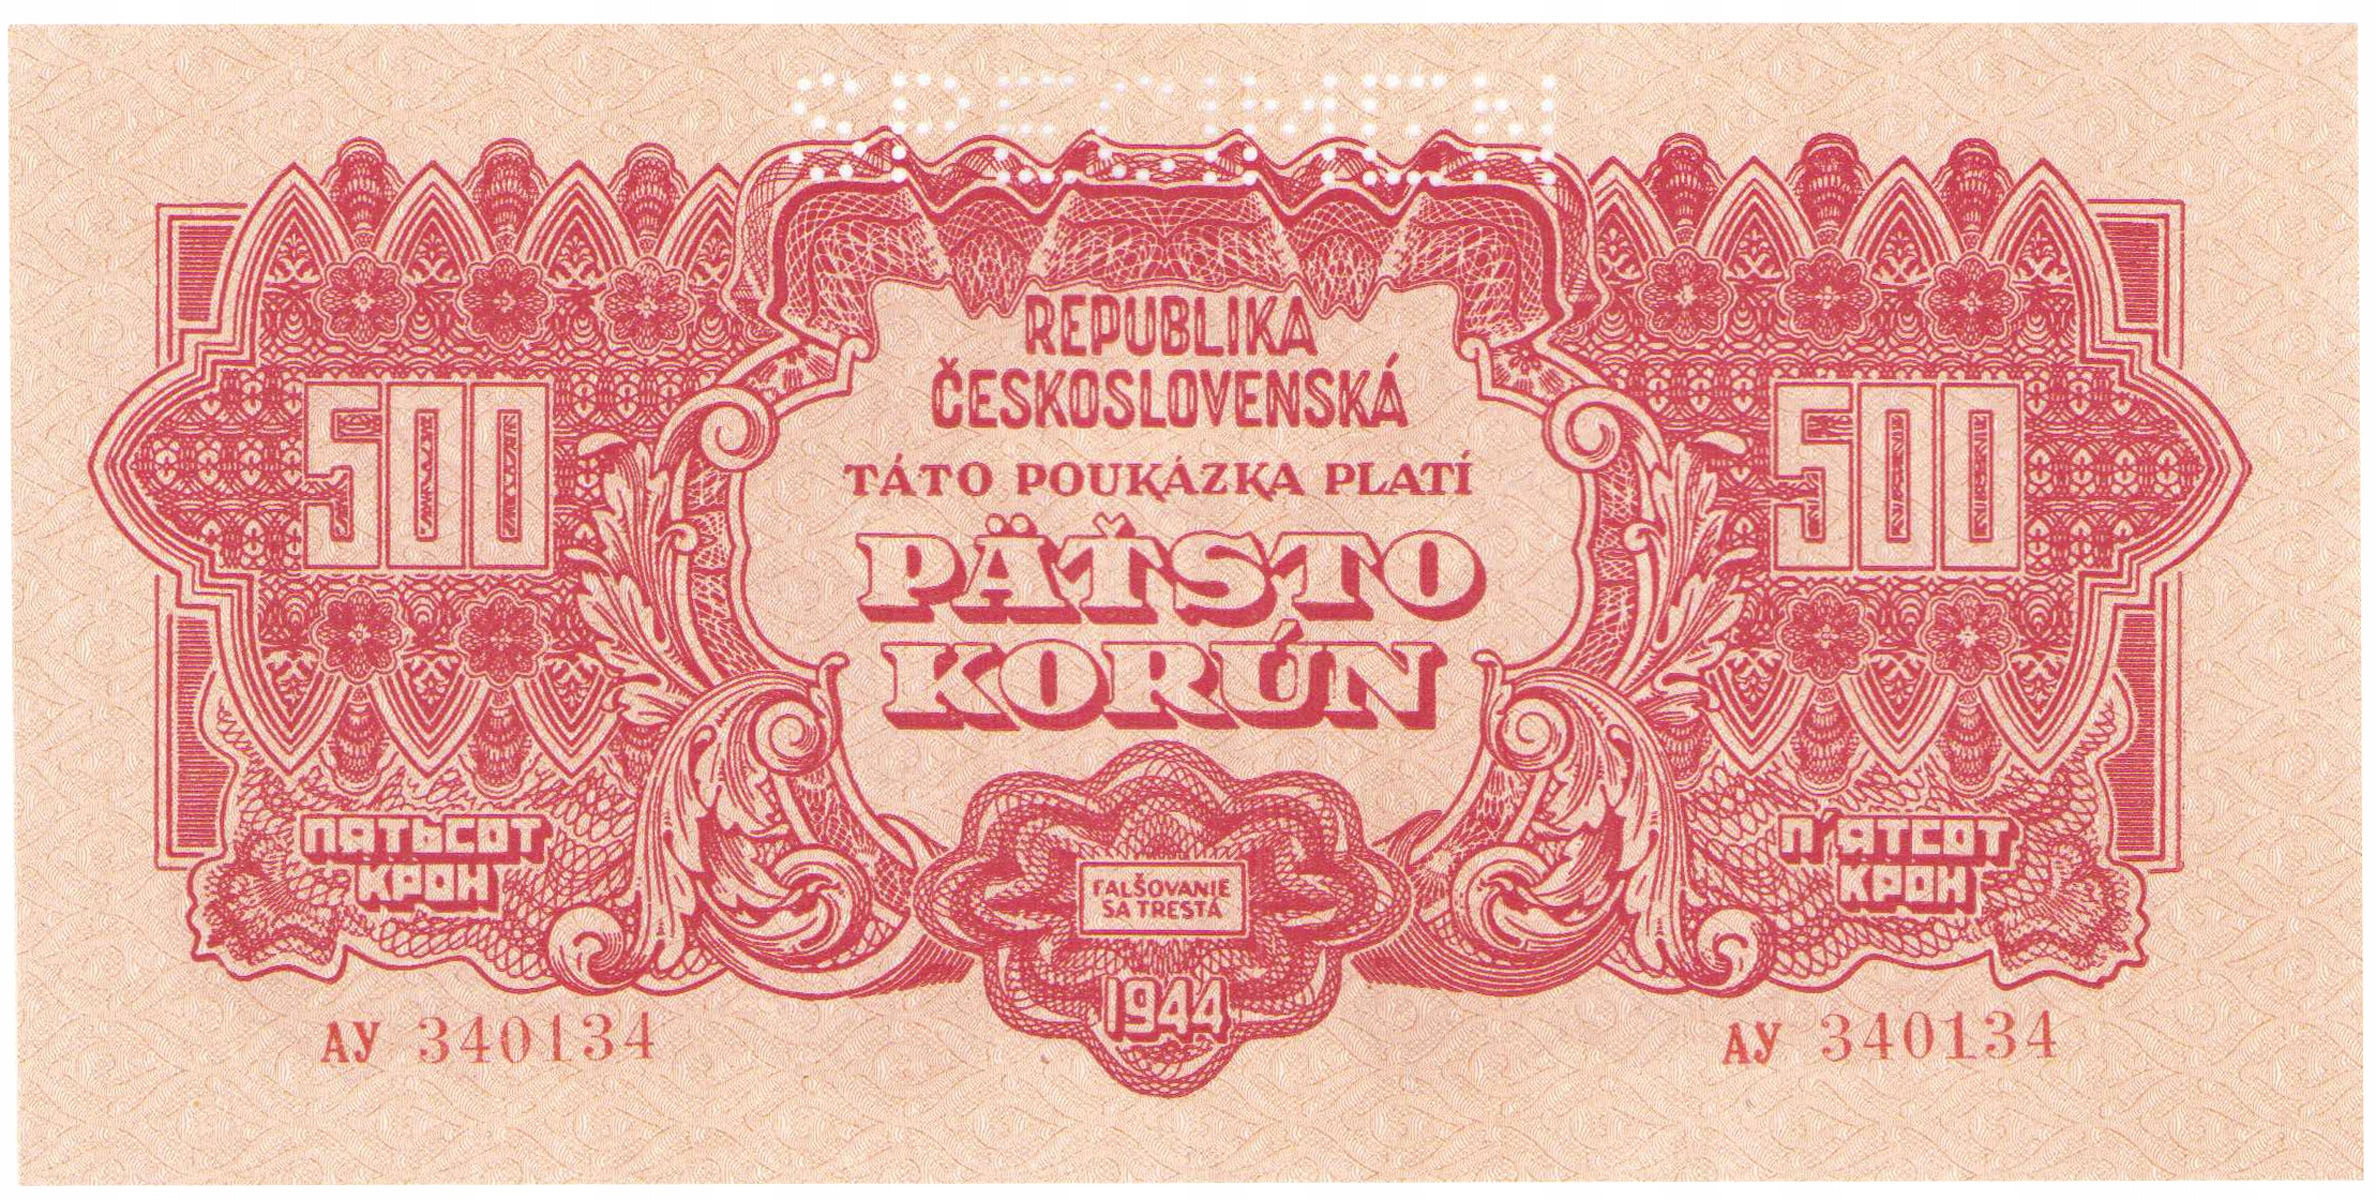 SPECIMEN
REPUBLIKA
ČESKOSLOVENSKÁ
TÁTO POUKÁZKA PLATÍ
PÄŤSTO
KORÚN
500
500
ПЯТЬСОТ
КРОН
П'ЯТСОТ
КРОН
FALŠOVANIE
SA TRESTÁ
1944
АУ 340134
АУ 340134